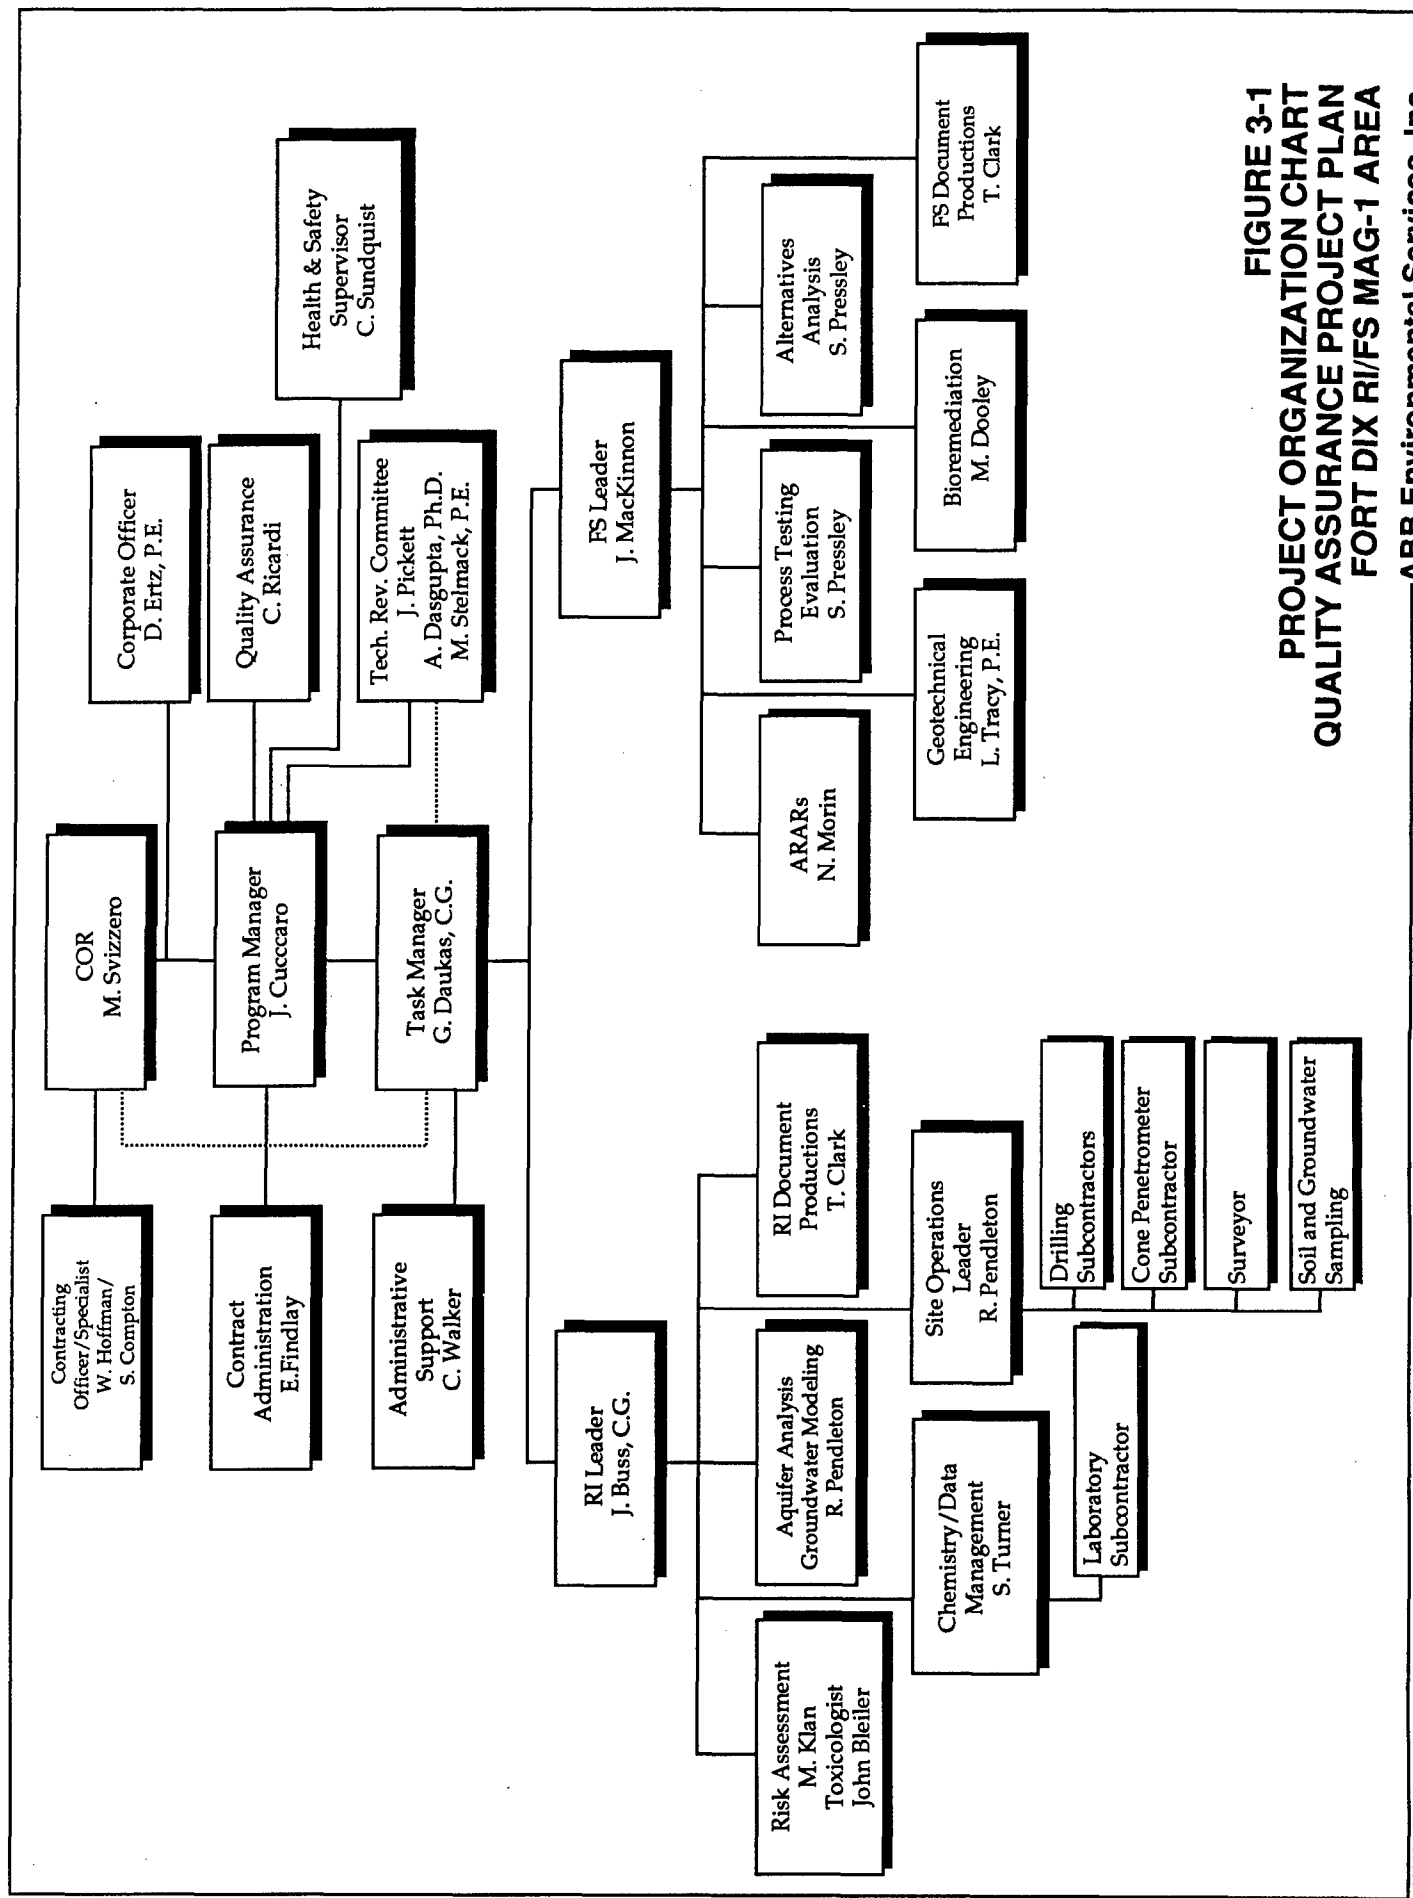 COR
M. Svizzero
Contracting
Officer/Specialist
W. Hoffman/
S. Compton
Corporate Officer
D. Ertz, P.E.
Program Manager
J. Cucccaro
Contract
Administration
E.Findlay
Quality Assurance
C. Ricardi
Health & Safety
Supervisor
C. Sundquist
Task Manager
G. Daukas, C.G.
Administrative
Support
C. Walker
Tech. Rev. Committee
J. Pickett
A. Dasgupta, Ph.D.
M. Stelmack, P.E.
RI Leader
J. Buss, C.G.
FS Leader
J. MacKinnon
Risk Assessment
M. Klan
Toxicologist
John Bleiler
Aquifer Analysis
Groundwater Modeling
R. Pendleton
RI Document
Productions
T. Clark
ARARs
N. Morin
Process Testing
Evaluation
S. Pressley
Alternatives
Analysis
S. Pressley
Chemistry/Data
Management
S. Turner
Site Operations
Leader
R. Pendleton
Geotechnical
Engineering
L. Tracy, P.E.
Bioremediation
M. Dooley
FS Document
Productions
T. Clark
Laboratory
Subcontractor
Drilling
Subcontractors
Cone Penetrometer
Subcontractor
Surveyor
Soil and Groundwater
Sampling
FIGURE 3-1
PROJECT ORGANIZATION CHART
QUALITY ASSURANCE PROJECT PLAN
FORT DIX RI/FS MAG-1 AREA
Environmental Services, Inc.